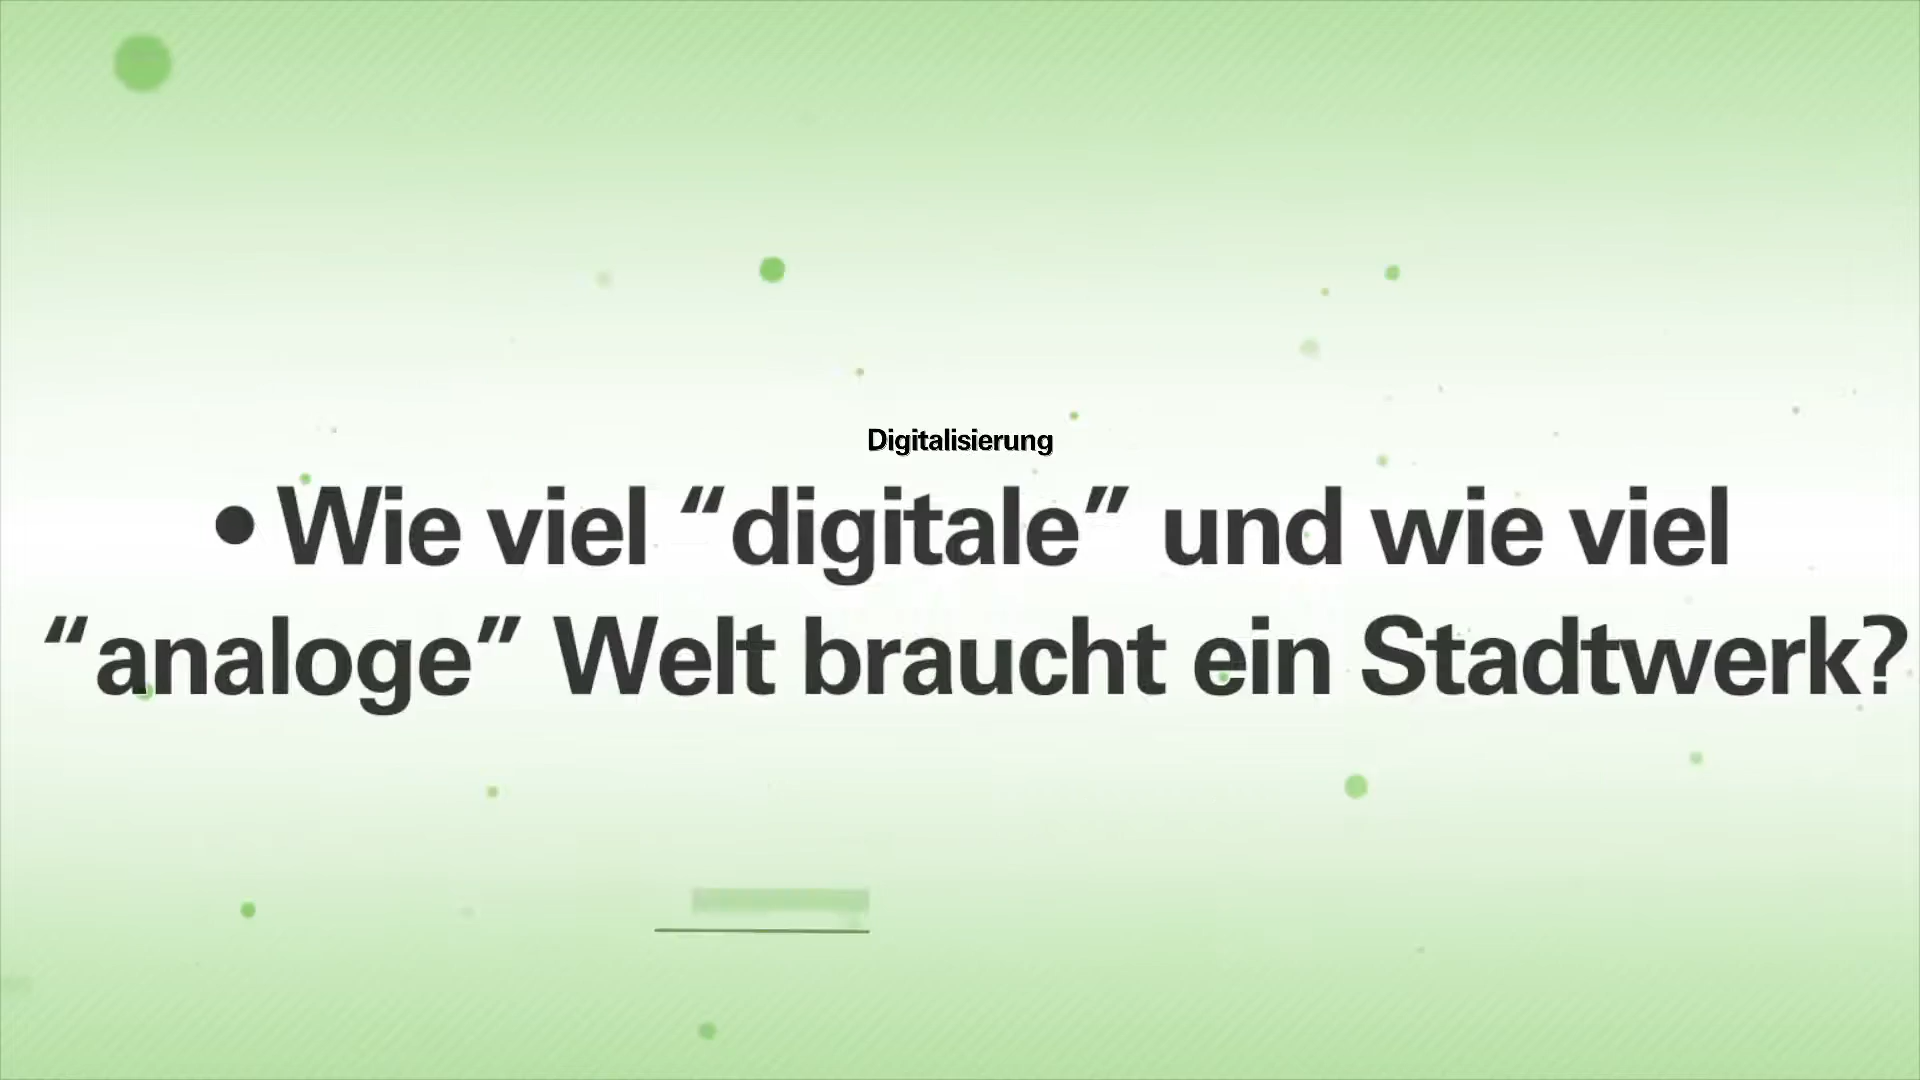 Digitalisierung
• Wie viel “digitale” und wie viel
“analoge” Welt braucht ein Stadtwerk?